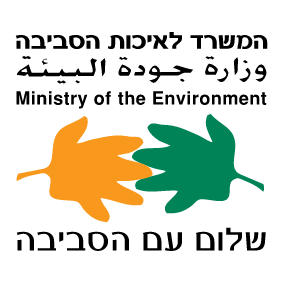 המשרד לאיכות הסביבה
وزارة جودة البيئة
Ministry of the Environment
שלום עם הסביבה